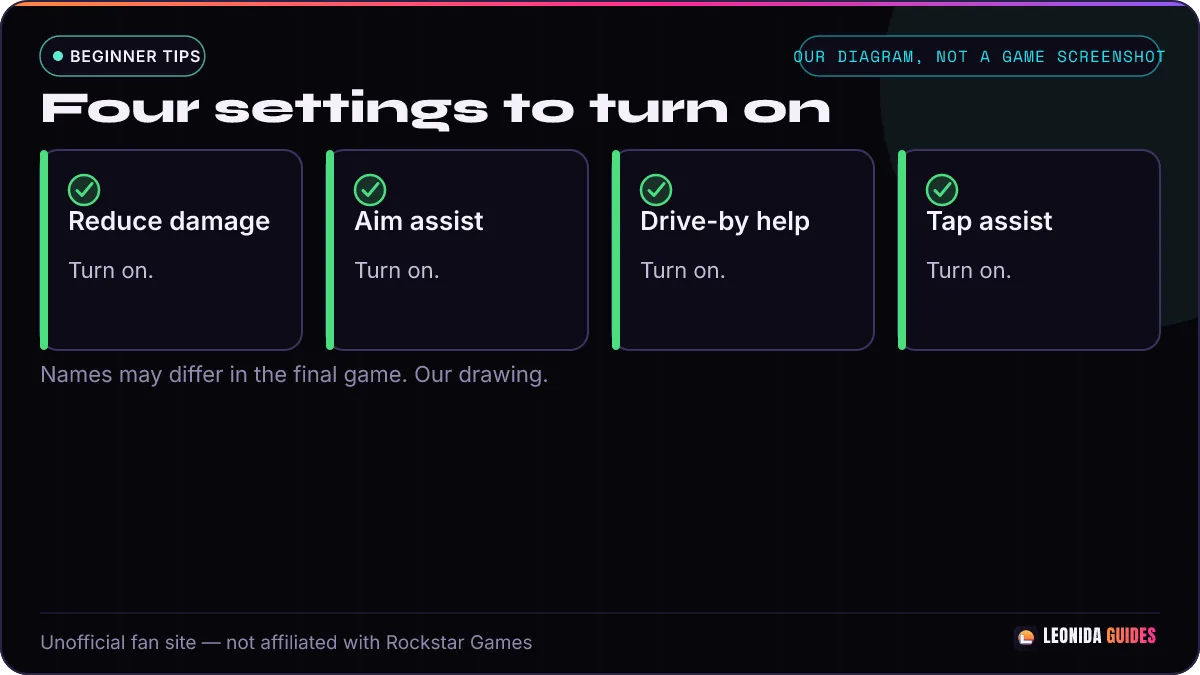 BEGINNER TIPS
OUR DIAGRAM, NOT A GAME SCREENSHOT
Four settings to turn on
Reduce damage
Turn on.
Aim assist
Turn on.
Drive-by help
Turn on.
Tap assist
Turn on.
Names may differ in the final game. Our drawing.
Unofficial fan site — not affiliated with Rockstar Games
LEONIDA GUIDES